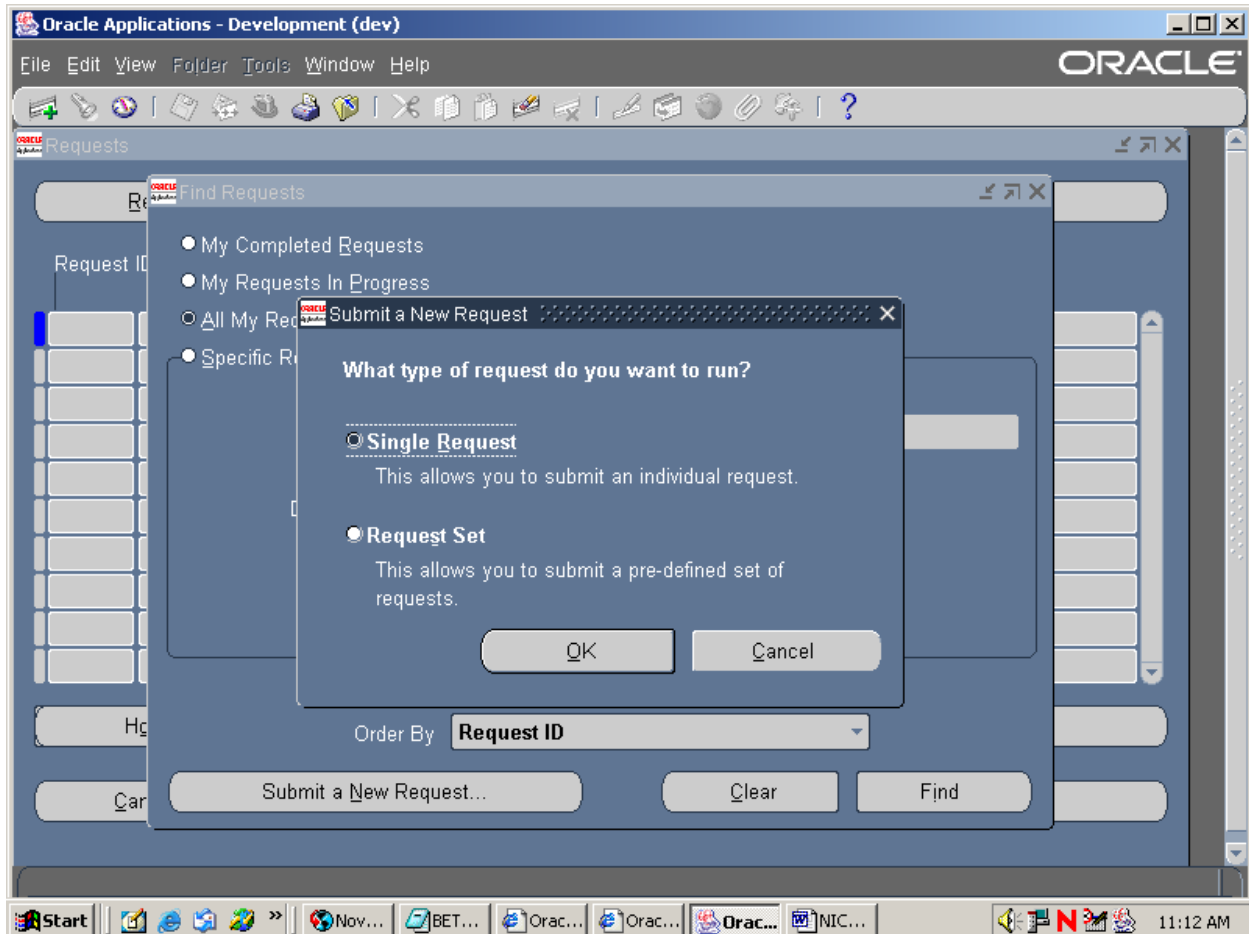 Oracle Applications - Development (dev)
File Edit View Folder Tools Window Help
ORACLE
Requests
Find Requests
My Completed Requests
Request ID
My Requests In Progress
All My Req
Submit a New Request
Specific Re
What type of request do you want to run?
Single Request
This allows you to submit an individual request.
Request Set
This allows you to submit a pre-defined set of
requests.
OK Cancel
Order By Request ID
Submit a New Request... Clear Find
Start Nov... BET... Orac... Orac... Orac... NIC... 11:12 AM